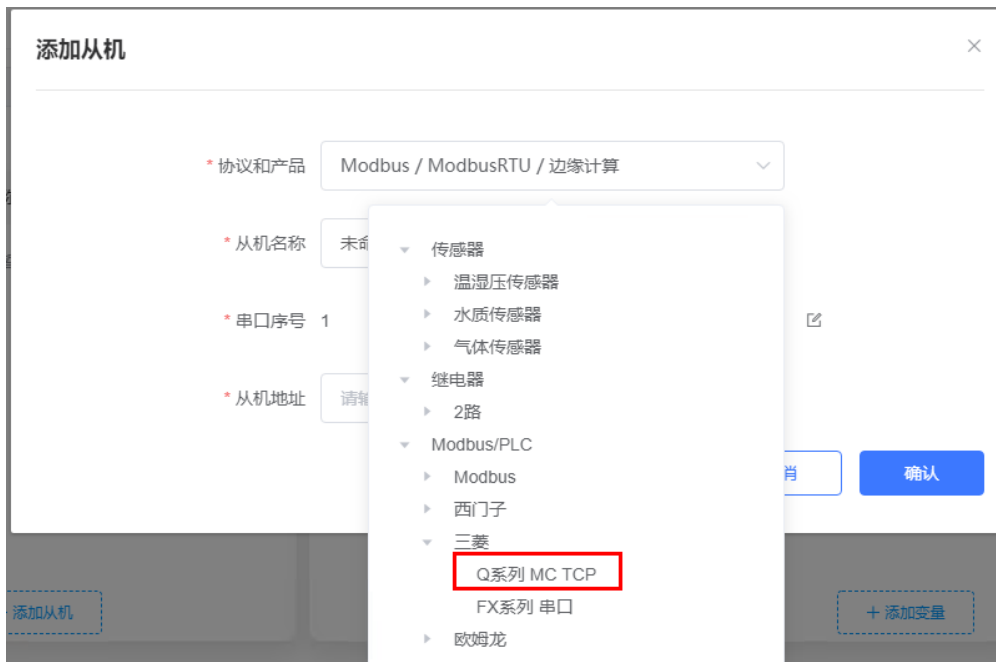 添加从机
* 协议和产品 Modbus / ModbusRTU / 边缘计算
* 从机名称 未命
传感器
温湿压传感器
* 串口序号 1
水质传感器
气体传感器
继电器
* 从机地址 请输
2路
Modbus/PLC
Modbus
消 确认
西门子
三菱
Q系列 MC TCP
FX系列 串口
添加从机
+ 添加变量
欧姆龙